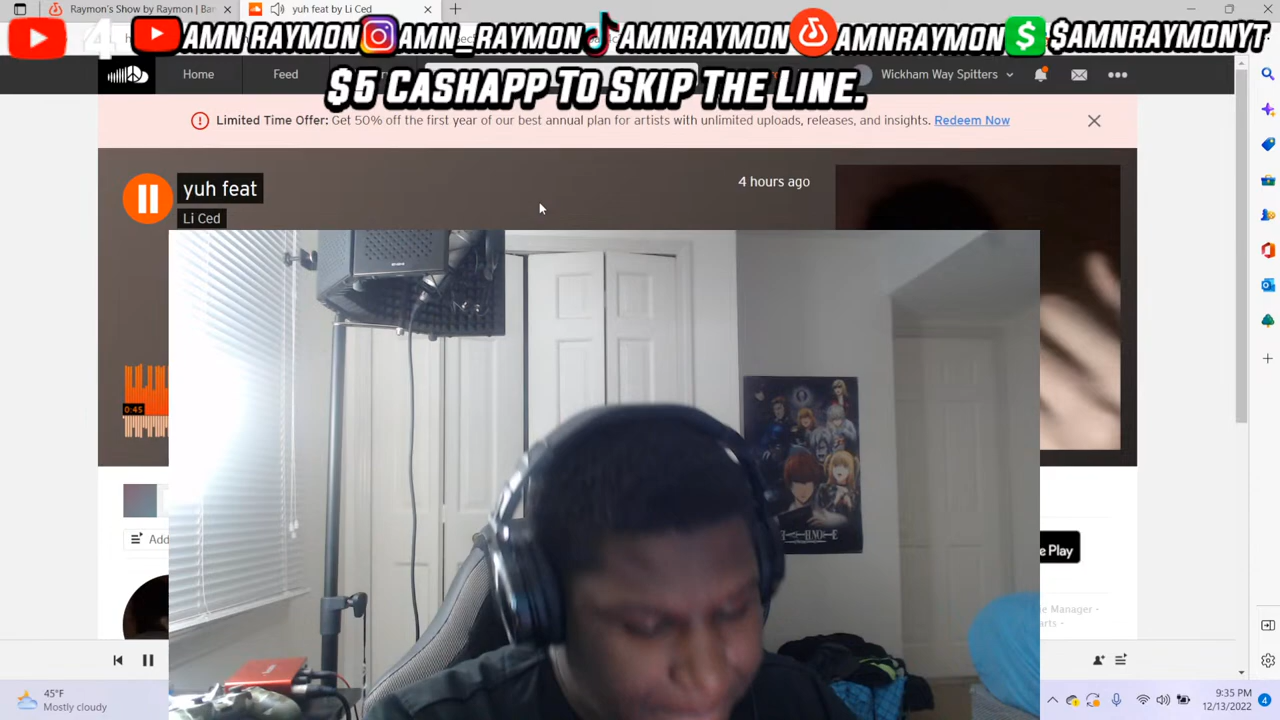 Raymon's Show by Raymon | Ban
yuh feat by Li Ced
AMN RAYMON AMN_RAYMON AMNRAYMON AMNRAYMON $AMNRAYMONYT
Home Feed Wickham Way Spitters
$5 CASHAPP TO SKIP THE LINE.
Limited Time Offer: Get 50% off the first year of our best annual plan for artists with unlimited uploads, releases, and insights. Redeem Now
yuh feat
4 hours ago
Li Ced
0:45
Add
Play
45°F
Mostly cloudy
9:35 PM
12/13/2022
4